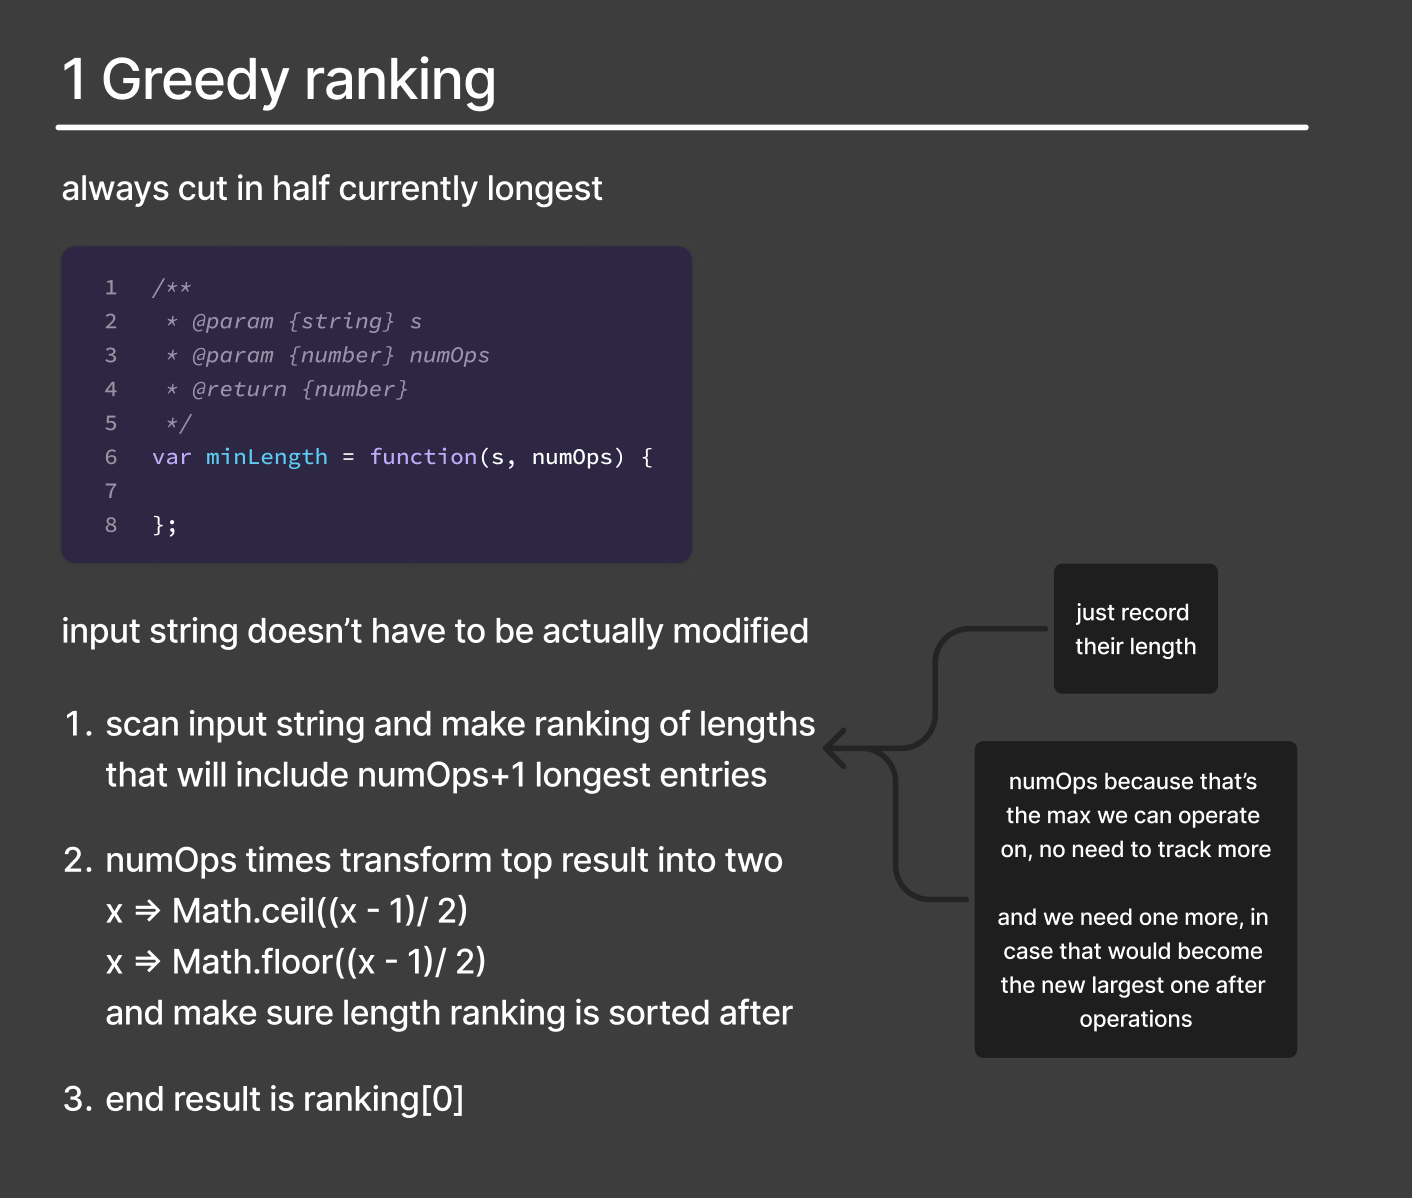 1 Greedy ranking
always cut in half currently longest
1 /**
2  * @param {string} s
3  * @param {number} numOps
4  * @return {number}
5  */
6 var minLength = function(s, numOps) {
7
8 };
input string doesn’t have to be actually modified
1. scan input string and make ranking of lengths
that will include numOps+1 longest entries
2. numOps times transform top result into two
x => Math.ceil((x - 1)/ 2)
x => Math.floor((x - 1)/ 2)
and make sure length ranking is sorted after
3. end result is ranking[0]
just record
their length
numOps because that’s
the max we can operate
on, no need to track more
and we need one more, in
case that would become
the new largest one after
operations